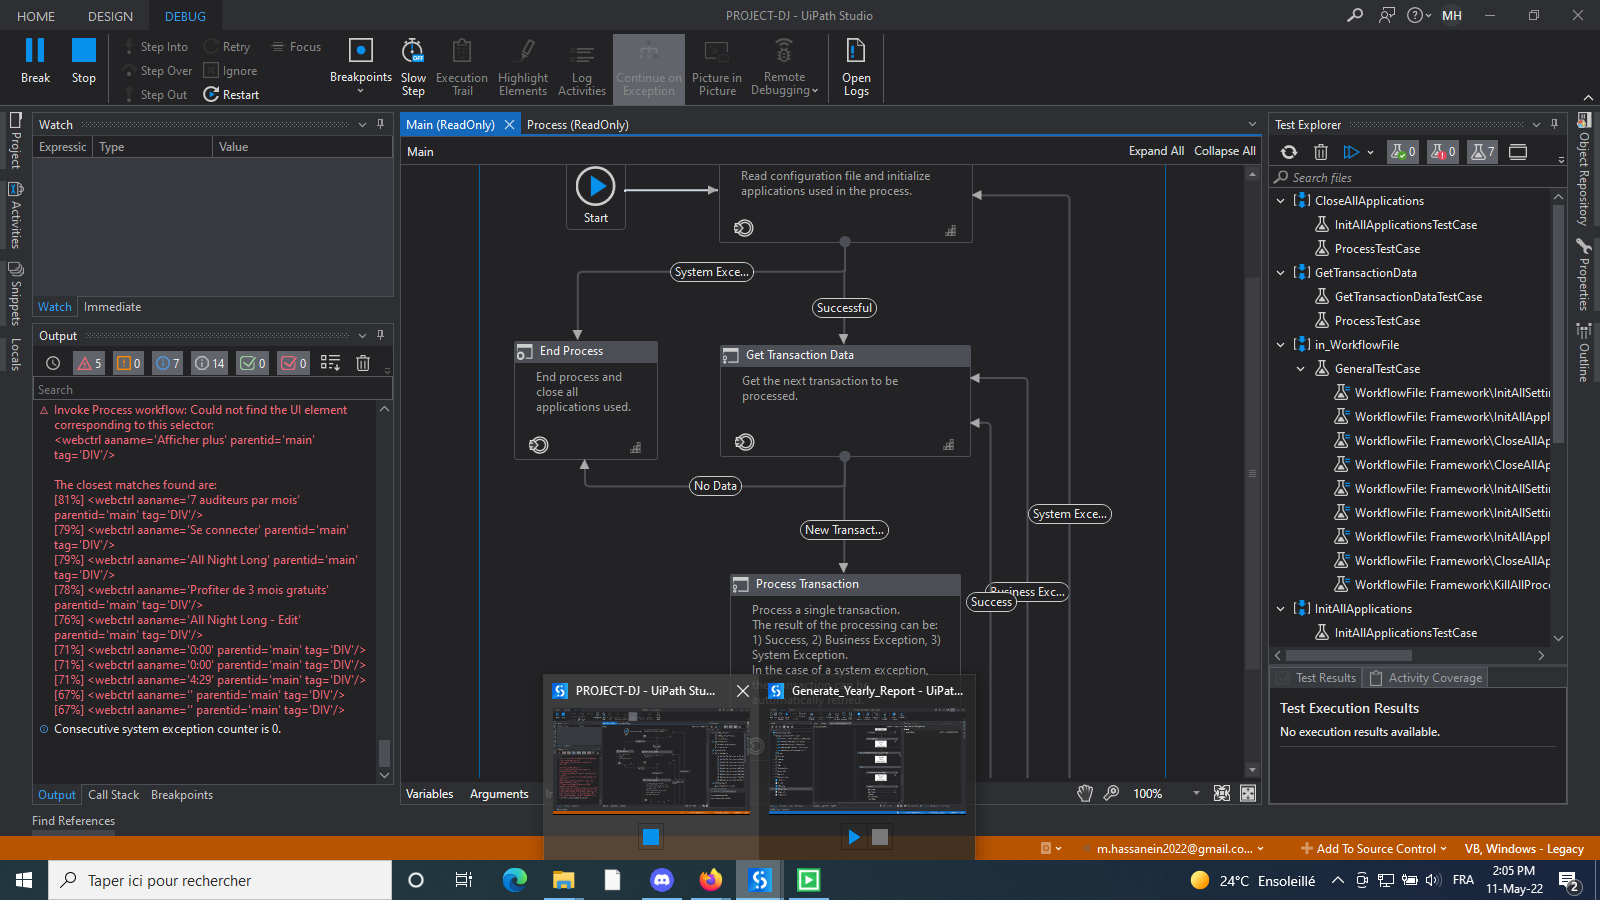 HOME DESIGN DEBUG
PROJECT-DJ - UiPath Studio
MH
Break
Stop
Step Into
Step Over
Step Out
Retry
Ignore
Restart
Focus
Breakpoints
Slow
Step
OFF
Execution
Trail
Highlight
Elements
Log
Activities
Continue on
Exception
Picture in
Picture
Remote
Debugging
Open
Logs
Project
Activities
Snippets
Locals
Watch
Expressic Type Value
Watch Immediate
Output
5 0 7 14 0 0
Search
Invoke Process workflow: Could not find the UI element
corresponding to this selector:
<webctrl aaname='Afficher plus' parentid='main'
tag='DIV'/>
The closest matches found are:
[81%] <webctrl aaname='7 auditeurs par mois'
parentid='main' tag='DIV'/>
[79%] <webctrl aaname='Se connecter' parentid='main'
tag='DIV'/>
[79%] <webctrl aaname='All Night Long' parentid='main'
tag='DIV'/>
[78%] <webctrl aaname='Profiter de 3 mois gratuits'
parentid='main' tag='DIV'/>
[76%] <webctrl aaname='All Night Long - Edit'
parentid='main' tag='DIV'/>
[71%] <webctrl aaname='0:00' parentid='main' tag='DIV'/>
[71%] <webctrl aaname='0:00' parentid='main' tag='DIV'/>
[71%] <webctrl aaname='4:29' parentid='main' tag='DIV'/>
[67%] <webctrl aaname='' parentid='main' tag='DIV'/>
[67%] <webctrl aaname='' parentid='main' tag='DIV'/>
Consecutive system exception counter is 0.
Output Call Stack Breakpoints
Find References
Main (ReadOnly) Process (ReadOnly)
Main
Expand All Collapse All
Start
Read configuration file and initialize
applications used in the process.
System Exce...
Successful
End Process
End process and
close all
applications used.
Get Transaction Data
Get the next transaction to be
processed.
No Data
New Transact...
System Exce...
Business Exc...
Success
Process Transaction
Process a single transaction.
The result of the processing can be:
1) Success, 2) Business Exception, 3)
System Exception.
In the case of a system exception,
the transaction can be
automatically retried.
PROJECT-DJ - UiPath Stu...
Generate_Yearly_Report - UiPat...
Variables Arguments
100%
Test Explorer
0 0 7
Search files
CloseAllApplications
InitAllApplicationsTestCase
ProcessTestCase
GetTransactionData
GetTransactionDataTestCase
ProcessTestCase
in_WorkflowFile
GeneralTestCase
WorkflowFile: Framework\InitAllSettin
WorkflowFile: Framework\InitAllAppl
WorkflowFile: Framework\CloseAllAp
WorkflowFile: Framework\CloseAllAp
WorkflowFile: Framework\InitAllSettin
WorkflowFile: Framework\InitAllSettin
WorkflowFile: Framework\InitAllAppl
WorkflowFile: Framework\CloseAllAp
WorkflowFile: Framework\KillAllProce
InitAllApplications
InitAllApplicationsTestCase
Test Results Activity Coverage
Test Execution Results
No execution results available.
Object Repository
Properties
Outline
m.hassanein2022@gmail.co...
Add To Source Control
VB, Windows - Legacy
Taper ici pour rechercher
24°C Ensoleillé
FRA
2:05 PM
11-May-22
2